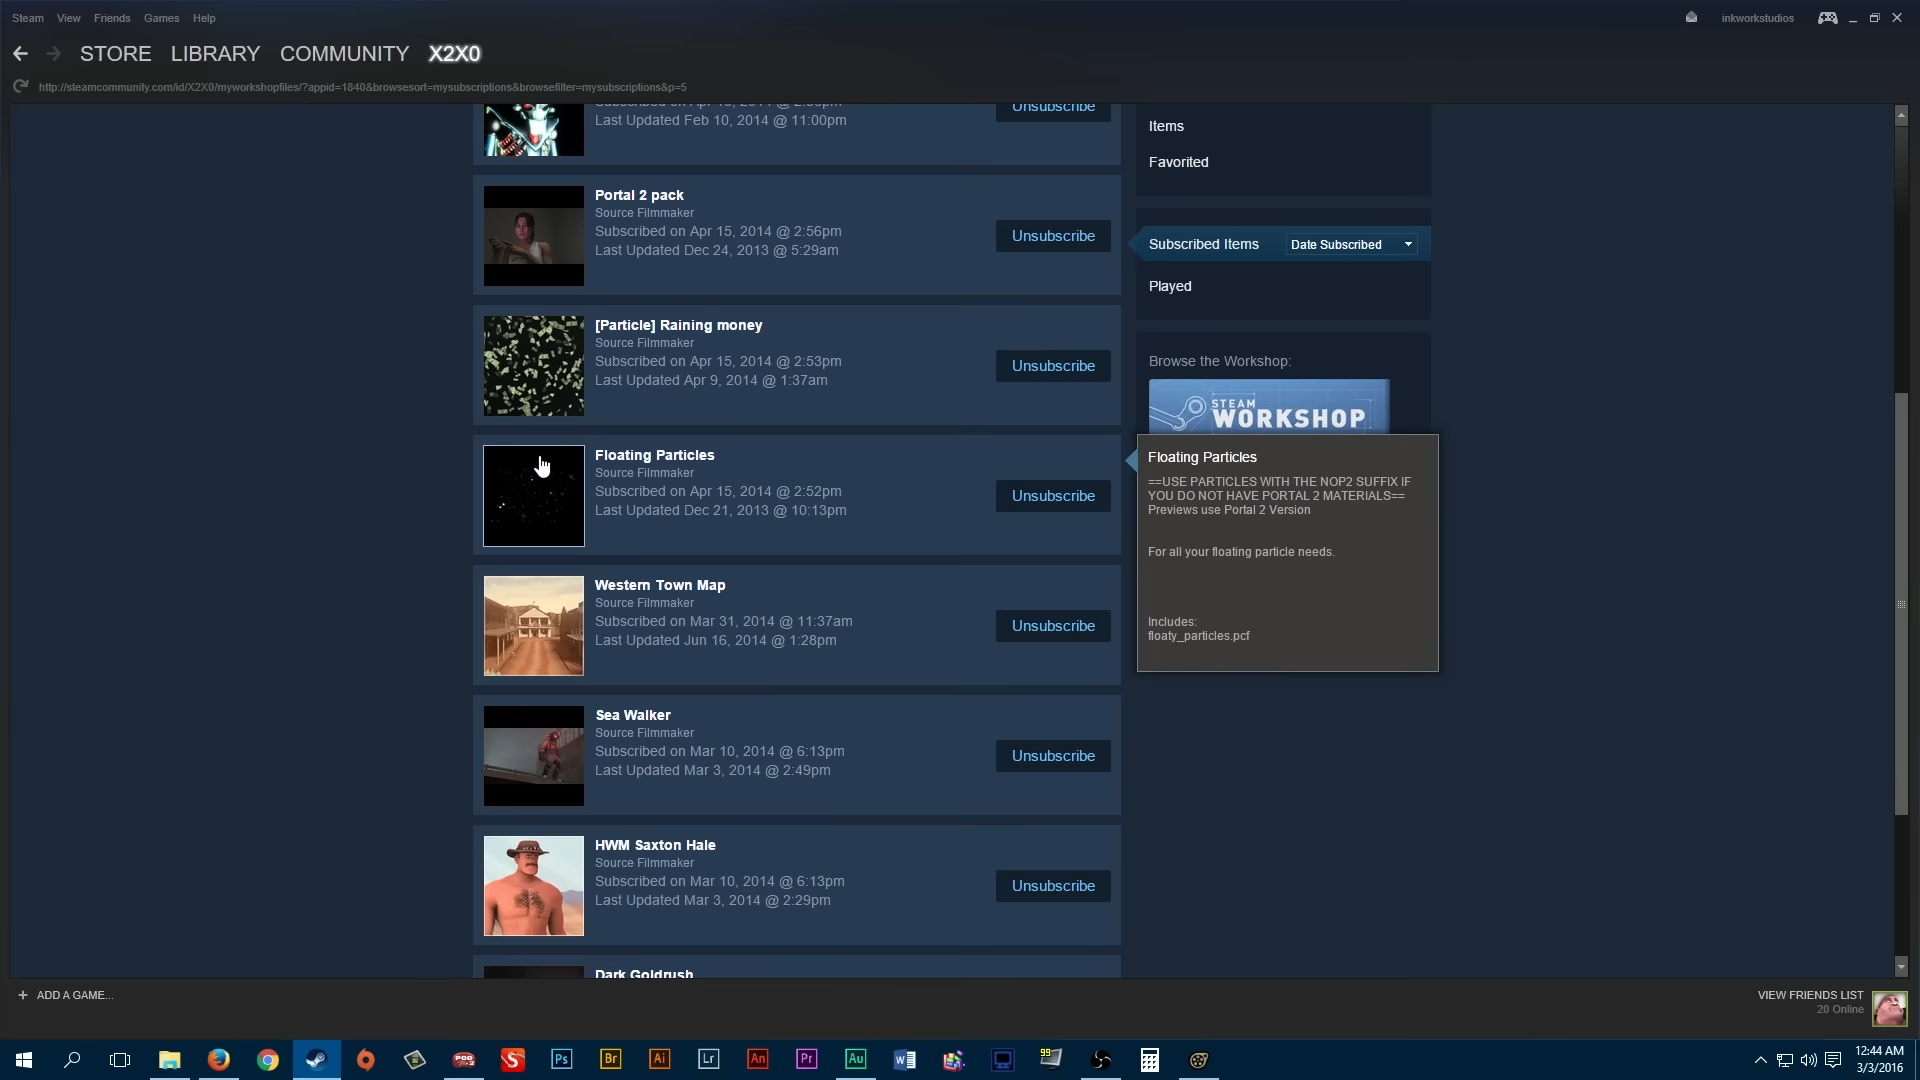 Steam View Friends Games Help
inkworkstudios
STORE LIBRARY COMMUNITY X2X0
http://steamcommunity.com/id/X2X0/myworkshopfiles/?appid=1840&browsesort=mysubscriptions&browsefilter=mysubscriptions&p=5
Last Updated Feb 10, 2014 @ 11:00pm
Unsubscribe
Portal 2 pack
Source Filmmaker
Subscribed on Apr 15, 2014 @ 2:56pm
Last Updated Dec 24, 2013 @ 5:29am
Unsubscribe
[Particle] Raining money
Source Filmmaker
Subscribed on Apr 15, 2014 @ 2:53pm
Last Updated Apr 9, 2014 @ 1:37am
Unsubscribe
Floating Particles
Source Filmmaker
Subscribed on Apr 15, 2014 @ 2:52pm
Last Updated Dec 21, 2013 @ 10:13pm
Unsubscribe
Western Town Map
Source Filmmaker
Subscribed on Mar 31, 2014 @ 11:37am
Last Updated Jun 16, 2014 @ 1:28pm
Unsubscribe
Sea Walker
Source Filmmaker
Subscribed on Mar 10, 2014 @ 6:13pm
Last Updated Mar 3, 2014 @ 2:49pm
Unsubscribe
HWM Saxton Hale
Source Filmmaker
Subscribed on Mar 10, 2014 @ 6:13pm
Last Updated Mar 3, 2014 @ 2:29pm
Unsubscribe
Dark Goldrush
Items
Favorited
Subscribed Items Date Subscribed
Played
Browse the Workshop:
STEAM
WORKSHOP
Floating Particles
==USE PARTICLES WITH THE NOP2 SUFFIX IF
YOU DO NOT HAVE PORTAL 2 MATERIALS==
Previews use Portal 2 Version
For all your floating particle needs.
Includes:
floaty_particles.pcf
+ ADD A GAME...
VIEW FRIENDS LIST
20 Online
POD Ps Br Ai Lr An Pr Au 99
12:44 AM
3/3/2016